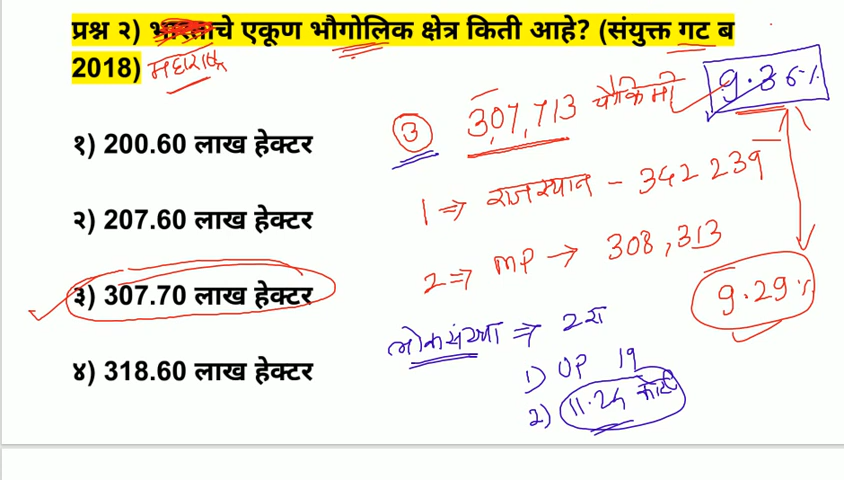 प्रश्न २) भारताचे एकूण भौगोलिक क्षेत्र किती आहे? (संयुक्त गट ब
2018) महाराष्ट्र
१) 200.60 लाख हेक्टर
२) 207.60 लाख हेक्टर
३) 307.70 लाख हेक्टर
४) 318.60 लाख हेक्टर
③ 307,713 चौकिमी 9.36%
1 ⇒ राजस्थान - 342 239
2 ⇒ MP → 308,313
9.29%
लोकसंख्या ⇒ 2रा
1) UP 19
2) 11.24 कोटी